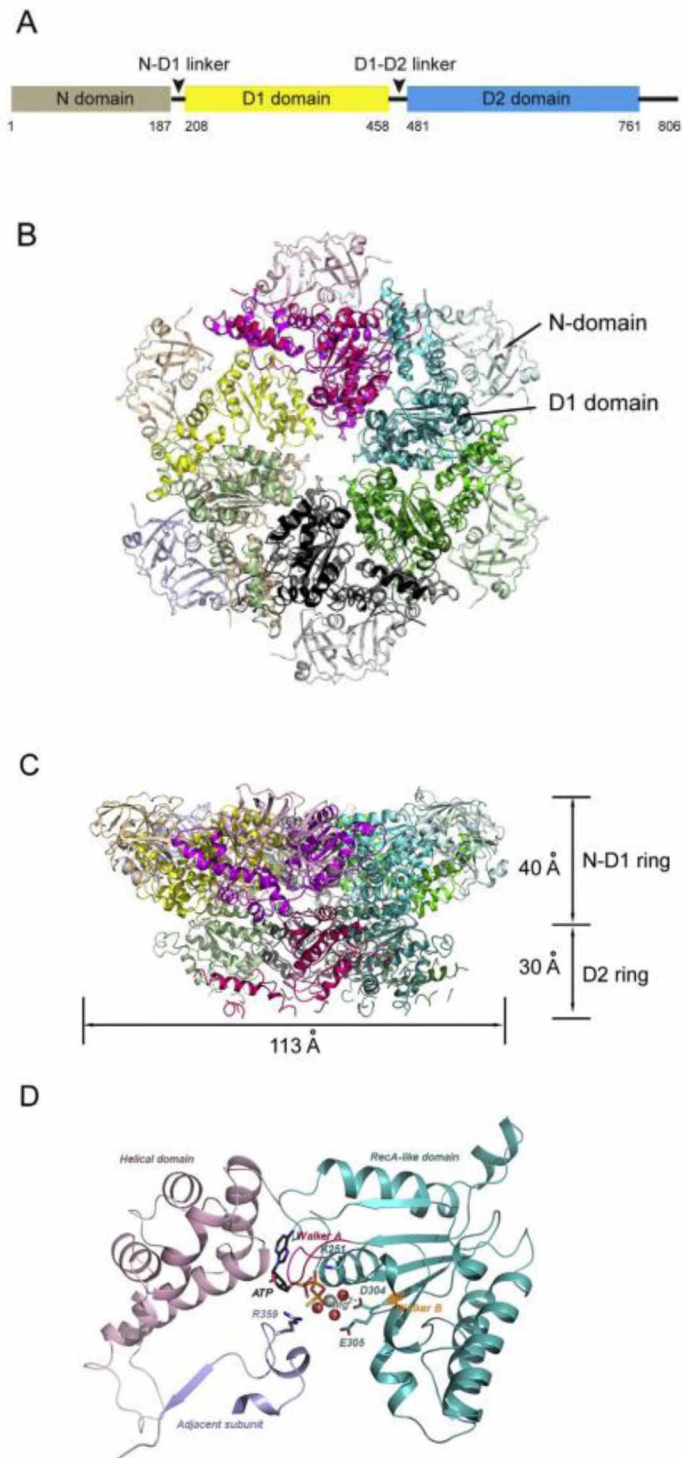 A
N-D1 linker D1-D2 linker
N domain D1 domain D2 domain
1 187 208 458 481 761 806
B
N-domain
D1 domain
C
40 Å N-D1 ring
30 Å D2 ring
113 Å
D
Helical domain RecA-like domain
Walker A
K251
ATP D304
Mg²⁺ Walker B
R359
E305
Adjacent subunit